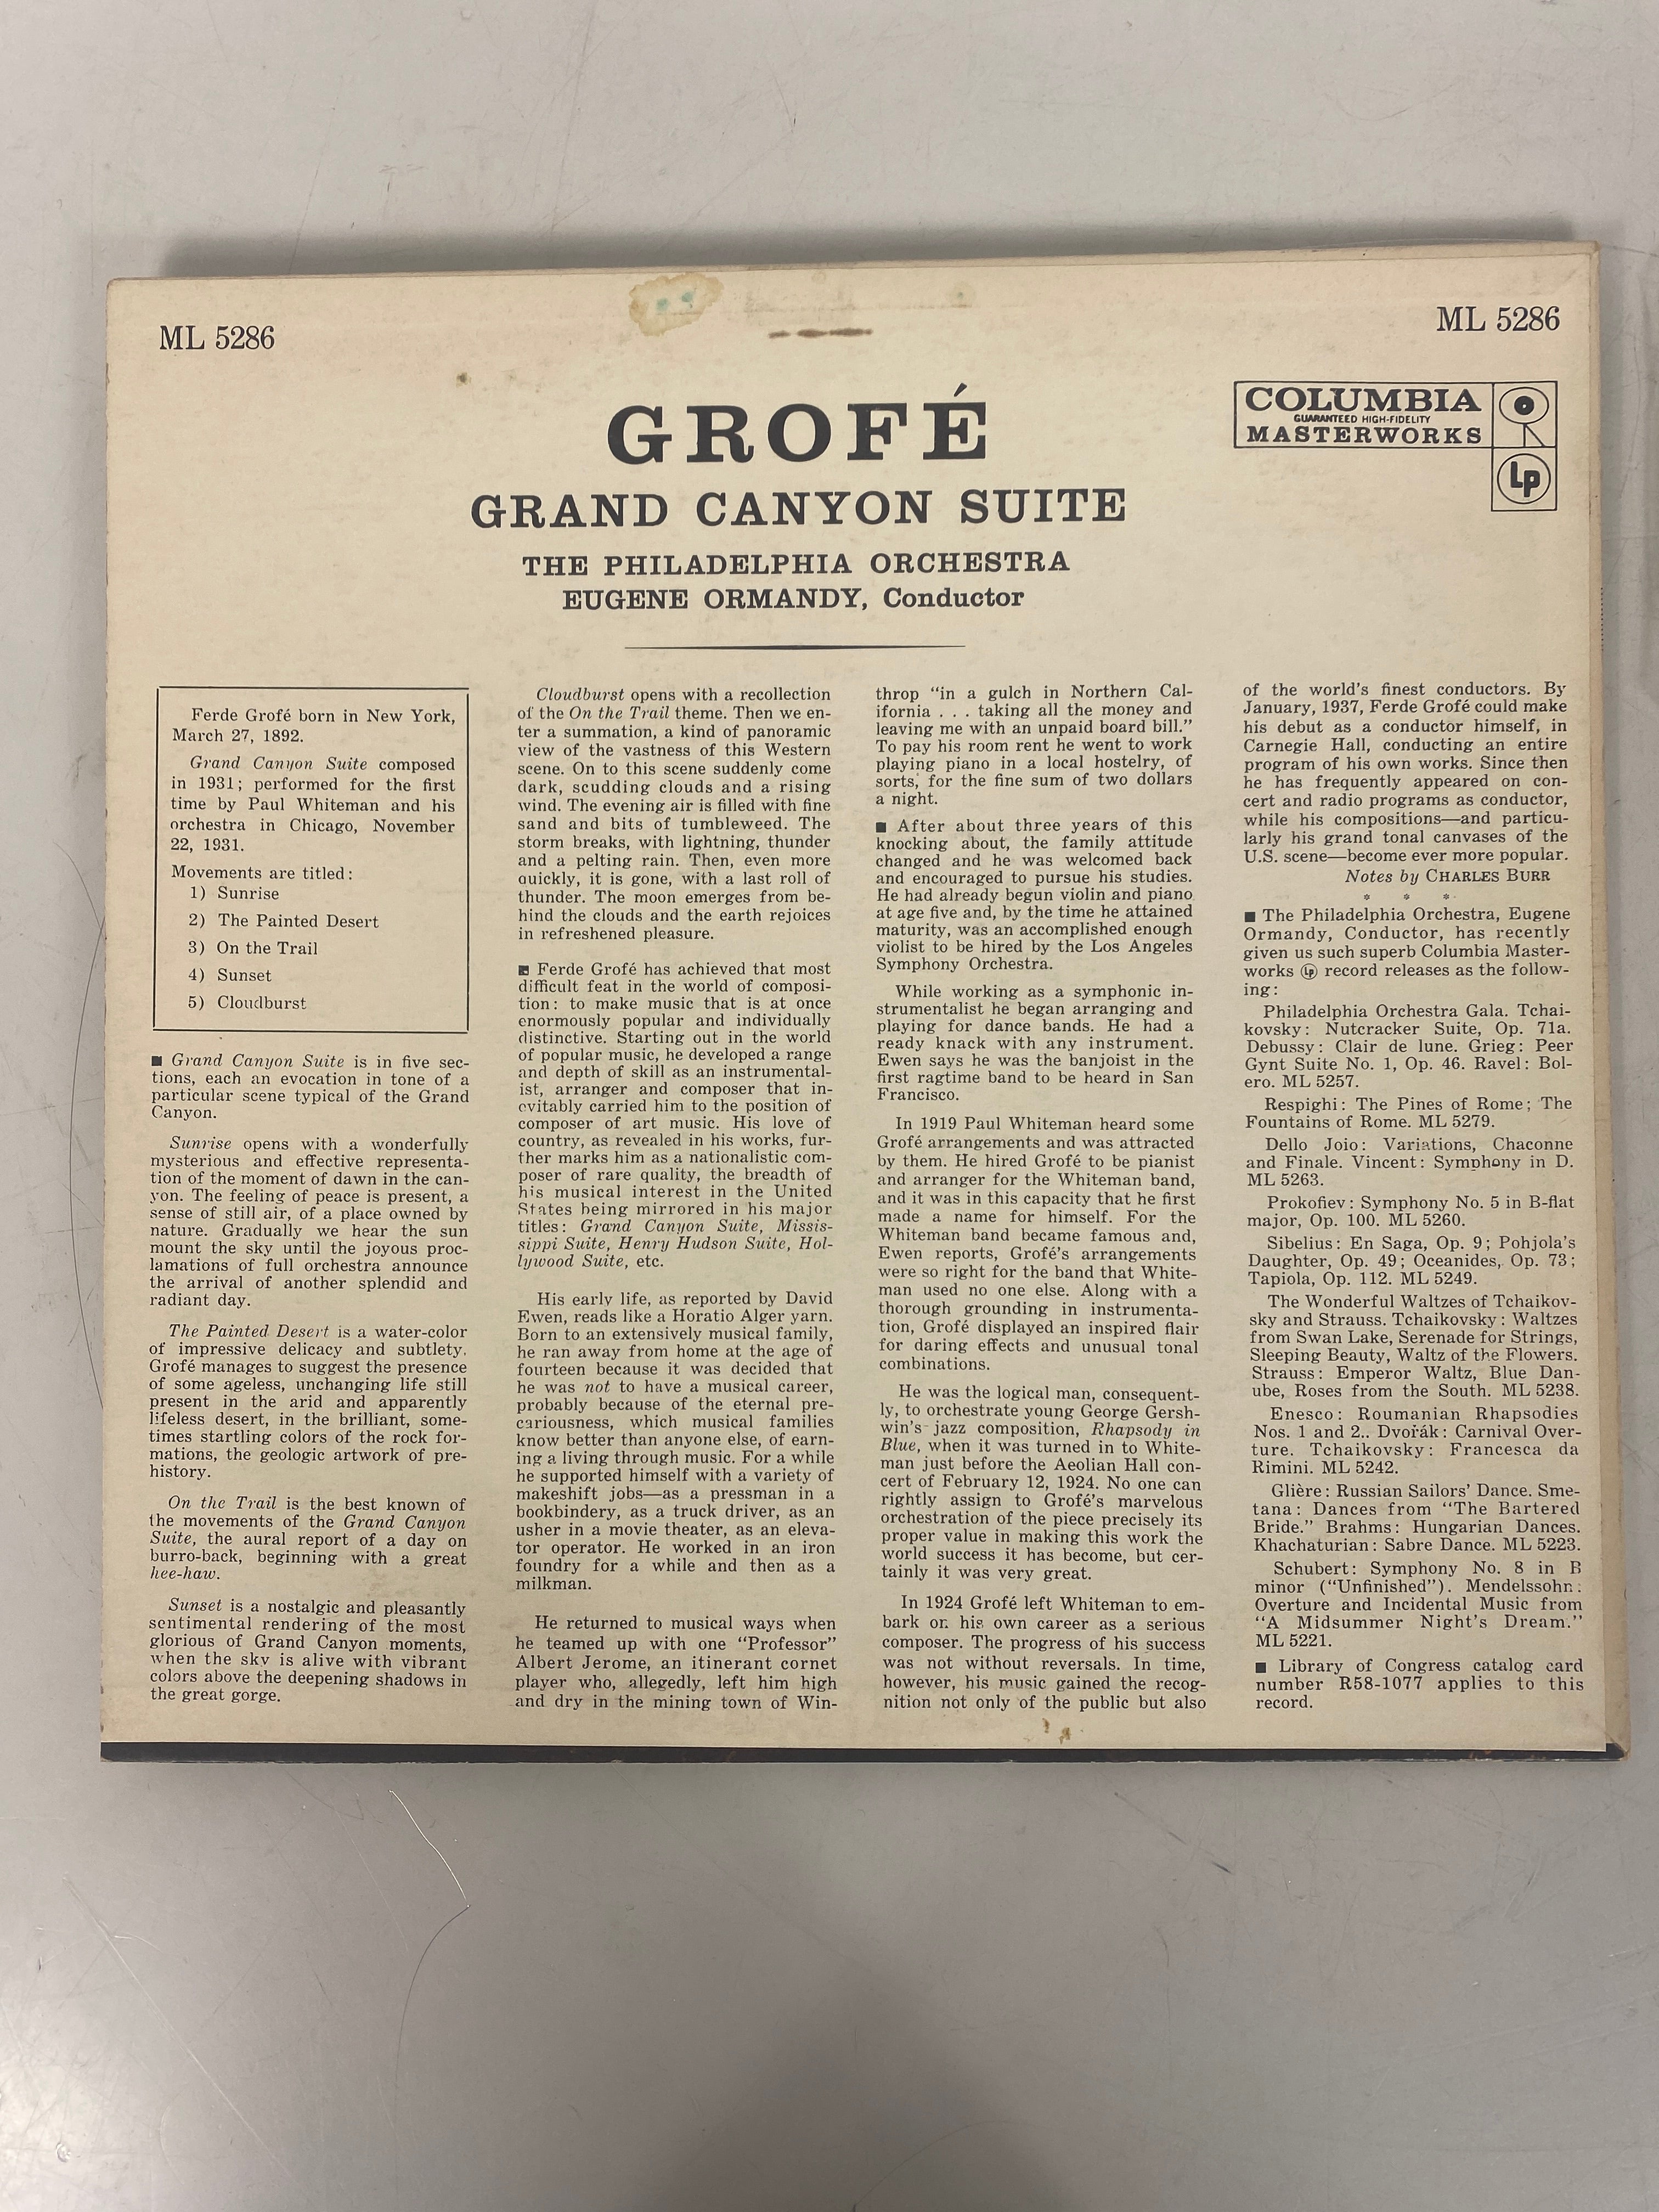 ML 5286
ML 5286
COLUMBIA
GUARANTEED HIGH-FIDELITY
MASTERWORKS
Lp
GROFÉ
GRAND CANYON SUITE
THE PHILADELPHIA ORCHESTRA
EUGENE ORMANDY, Conductor
Ferde Grofé born in New York,
March 27, 1892.
Grand Canyon Suite composed
in 1931; performed for the first
time by Paul Whiteman and his
orchestra in Chicago, November
22, 1931.
Movements are titled:
1) Sunrise
2) The Painted Desert
3) On the Trail
4) Sunset
5) Cloudburst
■ Grand Canyon Suite is in five sec-
tions, each an evocation in tone of a
particular scene typical of the Grand
Canyon.
Sunrise opens with a wonderfully
mysterious and effective representa-
tion of the moment of dawn in the can-
yon. The feeling of peace is present, a
sense of still air, of a place owned by
nature. Gradually we hear the sun
mount the sky until the joyous proc-
lamations of full orchestra announce
the arrival of another splendid and
radiant day.
The Painted Desert is a water-color
of impressive delicacy and subtlety.
Grofé manages to suggest the presence
of some ageless, unchanging life still
present in the arid and apparently
lifeless desert, in the brilliant, some-
times startling colors of the rock for-
mations, the geologic artwork of pre-
history.
On the Trail is the best known of
the movements of the Grand Canyon
Suite, the aural report of a day on
burro-back, beginning with a great
hee-haw.
Sunset is a nostalgic and pleasantly
sentimental rendering of the most
glorious of Grand Canyon moments,
when the sky is alive with vibrant
colors above the deepening shadows in
the great gorge.
Cloudburst opens with a recollection
of the On the Trail theme. Then we en-
ter a summation, a kind of panoramic
view of the vastness of this Western
scene. On to this scene suddenly come
dark, scudding clouds and a rising
wind. The evening air is filled with fine
sand and bits of tumbleweed. The
storm breaks, with lightning, thunder
and a pelting rain. Then, even more
quickly, it is gone, with a last roll of
thunder. The moon emerges from be-
hind the clouds and the earth rejoices
in refreshened pleasure.
■ Ferde Grofé has achieved that most
difficult feat in the world of composi-
tion: to make music that is at once
enormously popular and individually
distinctive. Starting out in the world
of popular music, he developed a range
and depth of skill as an instrumental-
ist, arranger and composer that in-
evitably carried him to the position of
composer of art music. His love of
country, as revealed in his works, fur-
ther marks him as a nationalistic com-
poser of rare quality, the breadth of
his musical interest in the United
States being mirrored in his major
titles: Grand Canyon Suite, Missis-
sippi Suite, Henry Hudson Suite, Hol-
lywood Suite, etc.
His early life, as reported by David
Ewen, reads like a Horatio Alger yarn.
Born to an extensively musical family,
he ran away from home at the age of
fourteen because it was decided that
he was not to have a musical career,
probably because of the eternal pre-
cariousness, which musical families
know better than anyone else, of earn-
ing a living through music. For a while
he supported himself with a variety of
makeshift jobs—as a pressman in a
bookbindery, as a truck driver, as an
usher in a movie theater, as an eleva-
tor operator. He worked in an iron
foundry for a while and then as a
milkman.
He returned to musical ways when
he teamed up with one “Professor”
Albert Jerome, an itinerant cornet
player who, allegedly, left him high
and dry in the mining town of Win-
throp “in a gulch in Northern Cal-
ifornia . . . taking all the money and
leaving me with an unpaid board bill.”
To pay his room rent he went to work
playing piano in a local hostelry, of
sorts, for the fine sum of two dollars
a night.
■ After about three years of this
knocking about, the family attitude
changed and he was welcomed back
and encouraged to pursue his studies.
He had already begun violin and piano
at age five and, by the time he attained
maturity, was an accomplished enough
violist to be hired by the Los Angeles
Symphony Orchestra.
While working as a symphonic in-
strumentalist he began arranging and
playing for dance bands. He had a
ready knack with any instrument.
Ewen says he was the banjoist in the
first ragtime band to be heard in San
Francisco.
In 1919 Paul Whiteman heard some
Grofé arrangements and was attracted
by them. He hired Grofé to be pianist
and arranger for the Whiteman band,
and it was in this capacity that he first
made a name for himself. For the
Whiteman band became famous and,
Ewen reports, Grofé’s arrangements
were so right for the band that White-
man used no one else. Along with a
thorough grounding in instrumenta-
tion, Grofé displayed an inspired flair
for daring effects and unusual tonal
combinations.
He was the logical man, consequent-
ly, to orchestrate young George Gersh-
win’s jazz composition, Rhapsody in
Blue, when it was turned in to White-
man just before the Aeolian Hall con-
cert of February 12, 1924. No one can
rightly assign to Grofé’s marvelous
orchestration of the piece precisely its
proper value in making this work the
world success it has become, but cer-
tainly it was very great.
In 1924 Grofé left Whiteman to em-
bark on his own career as a serious
composer. The progress of his success
was not without reversals. In time,
however, his music gained the recog-
nition not only of the public but also
of the world’s finest conductors. By
January, 1937, Ferde Grofé could make
his debut as a conductor himself, in
Carnegie Hall, conducting an entire
program of his own works. Since then
he has frequently appeared on con-
cert and radio programs as conductor,
while his compositions—and particu-
larly his grand tonal canvases of the
U.S. scene—become ever more popular.
Notes by CHARLES BURR
* * *
■ The Philadelphia Orchestra, Eugene
Ormandy, Conductor, has recently
given us such superb Columbia Master-
works Lp record releases as the follow-
ing:
Philadelphia Orchestra Gala. Tchai-
kovsky: Nutcracker Suite, Op. 71a.
Debussy: Clair de lune. Grieg: Peer
Gynt Suite No. 1, Op. 46. Ravel: Bol-
ero. ML 5257.
Respighi: The Pines of Rome; The
Fountains of Rome. ML 5279.
Dello Joio: Variations, Chaconne
and Finale. Vincent: Symphony in D.
ML 5263.
Prokofiev: Symphony No. 5 in B-flat
major, Op. 100. ML 5260.
Sibelius: En Saga, Op. 9; Pohjola’s
Daughter, Op. 49; Oceanides, Op. 73;
Tapiola, Op. 112. ML 5249.
The Wonderful Waltzes of Tchaikov-
sky and Strauss. Tchaikovsky: Waltzes
from Swan Lake, Serenade for Strings,
Sleeping Beauty, Waltz of the Flowers.
Strauss: Emperor Waltz, Blue Dan-
ube, Roses from the South. ML 5238.
Enesco: Roumanian Rhapsodies
Nos. 1 and 2.. Dvořák: Carnival Over-
ture. Tchaikovsky: Francesca da
Rimini. ML 5242.
Glière: Russian Sailors’ Dance. Sme-
tana: Dances from “The Bartered
Bride.” Brahms: Hungarian Dances.
Khachaturian: Sabre Dance. ML 5223.
Schubert: Symphony No. 8 in B
minor (“Unfinished”). Mendelssohn:
Overture and Incidental Music from
“A Midsummer Night’s Dream.”
ML 5221.
■ Library of Congress catalog card
number R58-1077 applies to this
record.